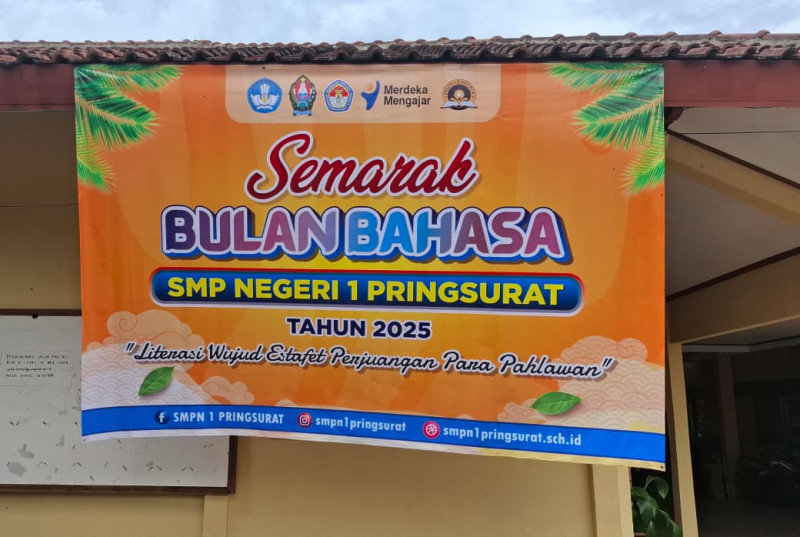 Merdeka
Mengajar
Semarak
BULAN BAHASA
SMP NEGERI 1 PRINGSURAT
TAHUN 2025
"Literasi Wujud Estafet Perjuangan Para Pahlawan"
SMPN 1 PRINGSURAT smpn1pringsurat smpn1pringsurat.sch.id